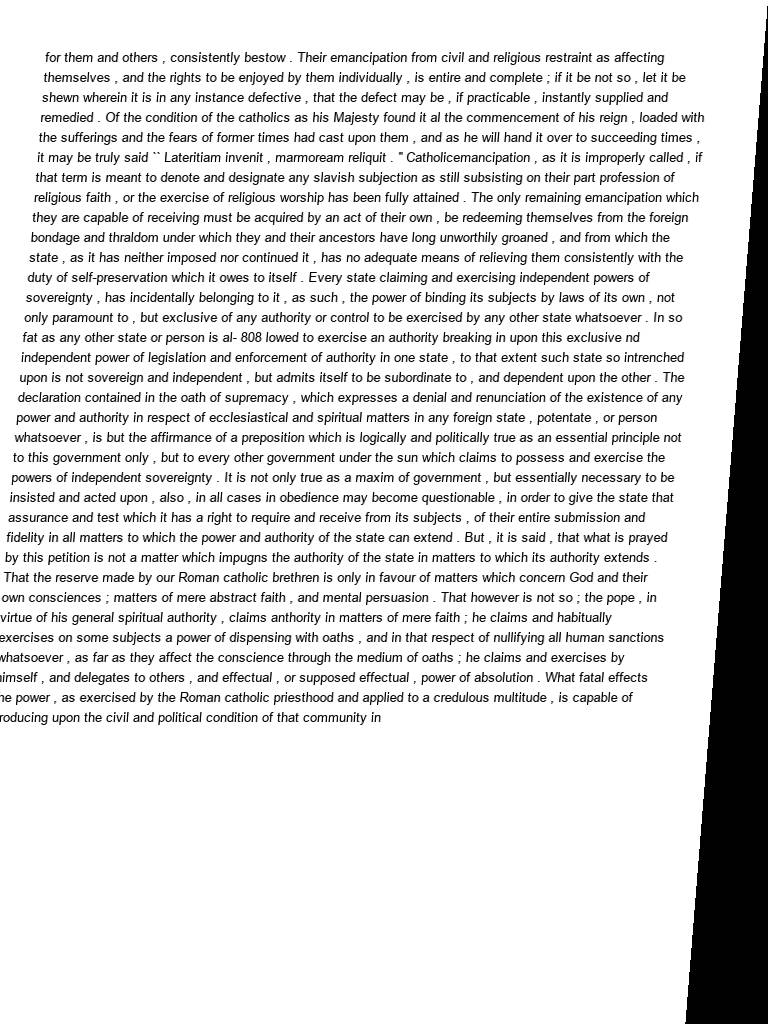 for them and others , consistently bestow . Their emancipation from civil and religious restraint as affecting
themselves , and the rights to be enjoyed by them individually , is entire and complete ; if it be not so , let it be
shewn wherein it is in any instance defective , that the defect may be , if practicable , instantly supplied and
remedied . Of the condition of the catholics as his Majesty found it al the commencement of his reign , loaded with
the sufferings and the fears of former times had cast upon them , and as he will hand it over to succeeding times ,
it may be truly said `` Lateritiam invenit , marmoream reliquit . " Catholicemancipation , as it is improperly called , if
that term is meant to denote and designate any slavish subjection as still subsisting on their part profession of
religious faith , or the exercise of religious worship has been fully attained . The only remaining emancipation which
they are capable of receiving must be acquired by an act of their own , be redeeming themselves from the foreign
bondage and thraldom under which they and their ancestors have long unworthily groaned , and from which the
state , as it has neither imposed nor continued it , has no adequate means of relieving them consistently with the
duty of self-preservation which it owes to itself . Every state claiming and exercising independent powers of
sovereignty , has incidentally belonging to it , as such , the power of binding its subjects by laws of its own , not
only paramount to , but exclusive of any authority or control to be exercised by any other state whatsoever . In so
fat as any other state or person is al- 808 lowed to exercise an authority breaking in upon this exclusive nd
independent power of legislation and enforcement of authority in one state , to that extent such state so intrenched
upon is not sovereign and independent , but admits itself to be subordinate to , and dependent upon the other . The
declaration contained in the oath of supremacy , which expresses a denial and renunciation of the existence of any
power and authority in respect of ecclesiastical and spiritual matters in any foreign state , potentate , or person
whatsoever , is but the affirmance of a preposition which is logically and politically true as an essential principle not
to this government only , but to every other government under the sun which claims to possess and exercise the
powers of independent sovereignty . It is not only true as a maxim of government , but essentially necessary to be
insisted and acted upon , also , in all cases in obedience may become questionable , in order to give the state that
assurance and test which it has a right to require and receive from its subjects , of their entire submission and
fidelity in all matters to which the power and authority of the state can extend . But , it is said , that what is prayed
by this petition is not a matter which impugns the authority of the state in matters to which its authority extends .
That the reserve made by our Roman catholic brethren is only in favour of matters which concern God and their
own consciences ; matters of mere abstract faith , and mental persuasion . That however is not so ; the pope , in
virtue of his general spiritual authority , claims anthority in matters of mere faith ; he claims and habitually
exercises on some subjects a power of dispensing with oaths , and in that respect of nullifying all human sanctions
whatsoever , as far as they affect the conscience through the medium of oaths ; he claims and exercises by
himself , and delegates to others , and effectual , or supposed effectual , power of absolution . What fatal effects
he power , as exercised by the Roman catholic priesthood and applied to a credulous multitude , is capable of
roducing upon the civil and political condition of that community in